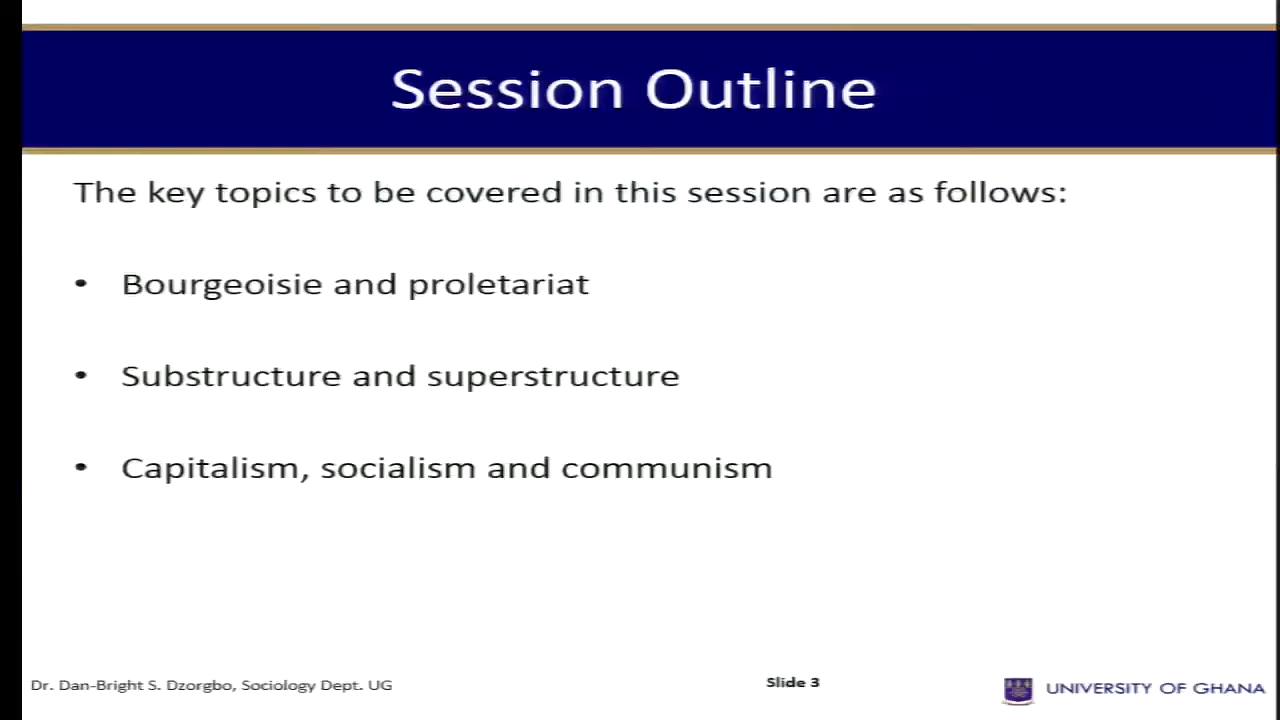 Session Outline
The key topics to be covered in this session are as follows:
• Bourgeoisie and proletariat
• Substructure and superstructure
• Capitalism, socialism and communism
Dr. Dan-Bright S. Dzorgbo, Sociology Dept. UG
Slide 3
UNIVERSITY OF GHANA